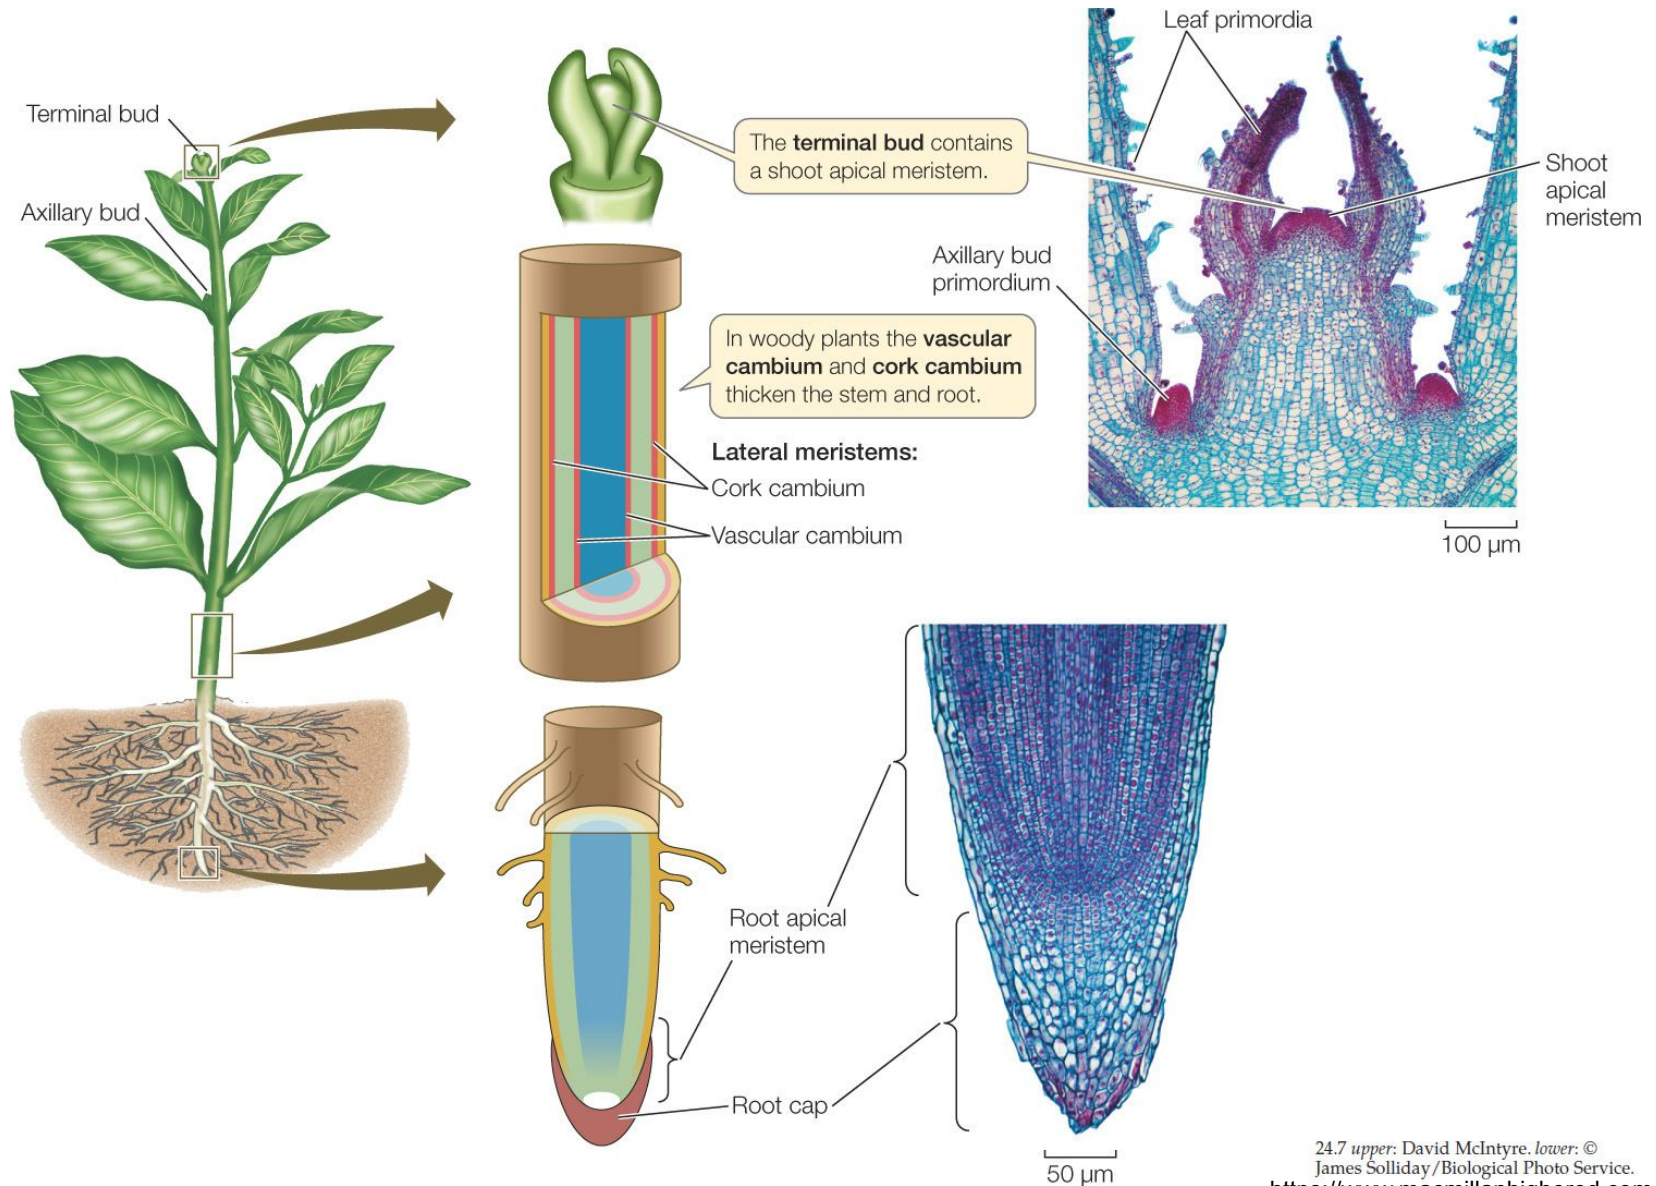 Terminal bud
Axillary bud
The terminal bud contains
a shoot apical meristem.
In woody plants the vascular
cambium and cork cambium
thicken the stem and root.
Lateral meristems:
Cork cambium
Vascular cambium
Leaf primordia
Shoot
apical
meristem
Axillary bud
primordium
100 µm
Root apical
meristem
Root cap
50 µm
24.7 upper: David McIntyre. lower: ©
James Solliday/Biological Photo Service.